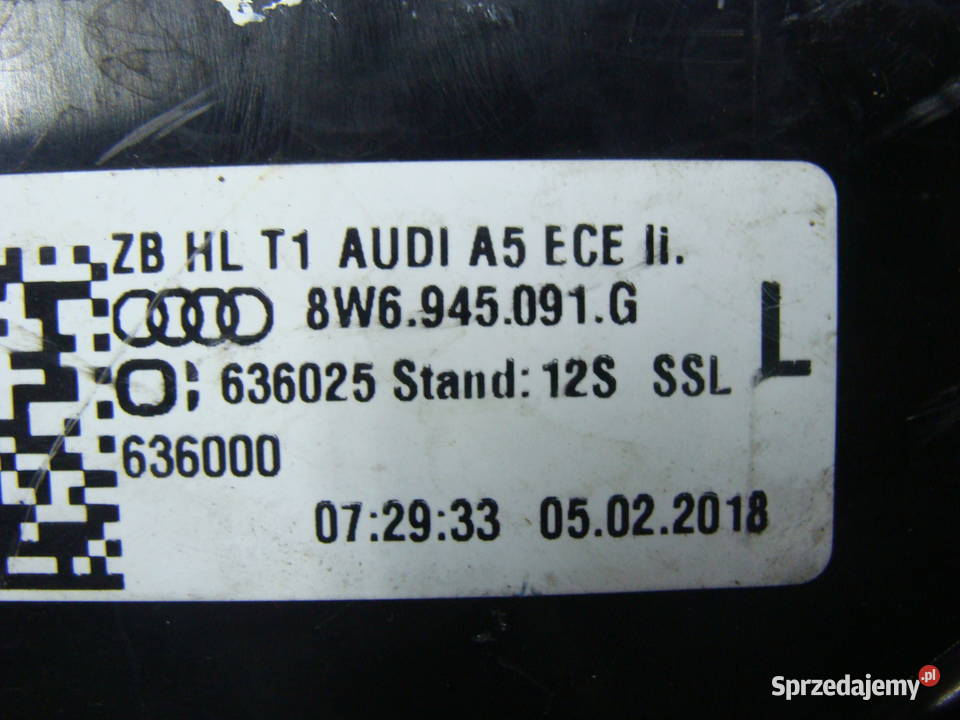 ZB HL T1 AUDI A5 ECE li.
8W6.945.091.G
L
636025 Stand: 12S SSL
636000
07:29:33 05.02.2018
Sprzedajemy.pl